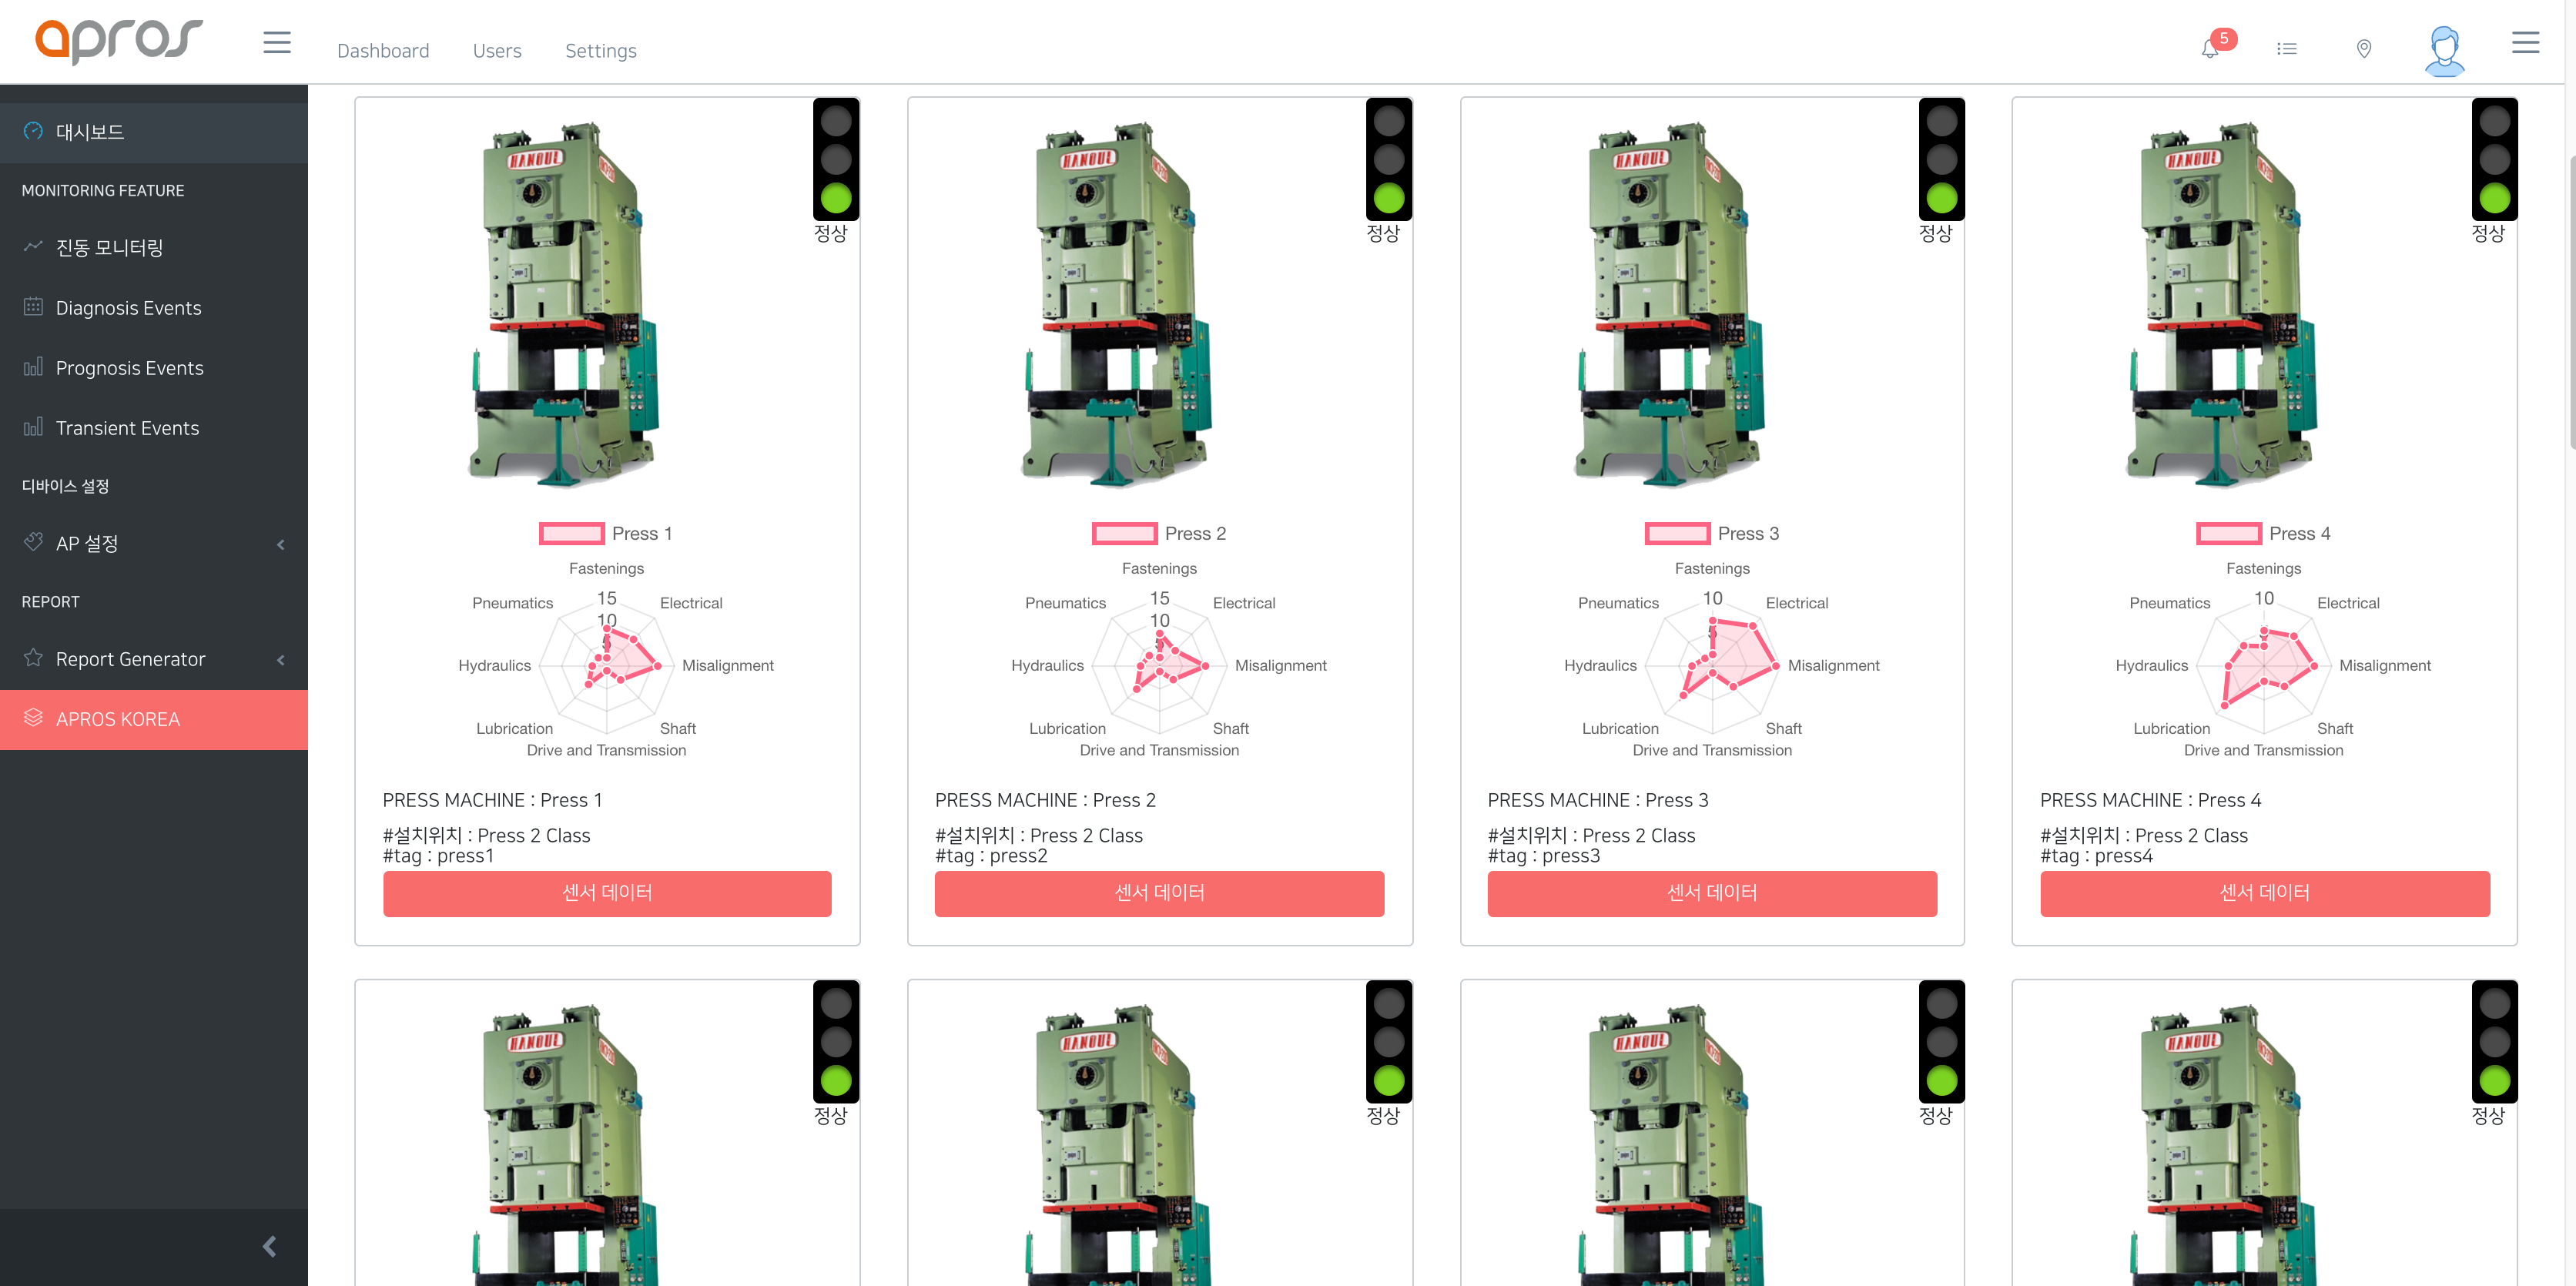 apros
Dashboard
Users
Settings
5
대시보드
MONITORING FEATURE
진동 모니터링
Diagnosis Events
Prognosis Events
Transient Events
디바이스 설정
AP 설정
REPORT
Report Generator
APROS KOREA
HANGUL
정상
Press 1
Fastenings
Pneumatics
15
Electrical
10
Hydraulics
Misalignment
Lubrication
Shaft
Drive and Transmission
PRESS MACHINE : Press 1
#설치위치 : Press 2 Class
#tag : press1
센서 데이터
HANGUL
정상
Press 2
Fastenings
Pneumatics
15
Electrical
10
Hydraulics
Misalignment
Lubrication
Shaft
Drive and Transmission
PRESS MACHINE : Press 2
#설치위치 : Press 2 Class
#tag : press2
센서 데이터
HANGUL
정상
Press 3
Fastenings
Pneumatics
10
Electrical
5
Hydraulics
Misalignment
Lubrication
Shaft
Drive and Transmission
PRESS MACHINE : Press 3
#설치위치 : Press 2 Class
#tag : press3
센서 데이터
HANGUL
정상
Press 4
Fastenings
Pneumatics
10
Electrical
Hydraulics
Misalignment
Lubrication
Shaft
Drive and Transmission
PRESS MACHINE : Press 4
#설치위치 : Press 2 Class
#tag : press4
센서 데이터
HANGUL
정상
HANGUL
정상
HANGUL
정상
HANGUL
정상